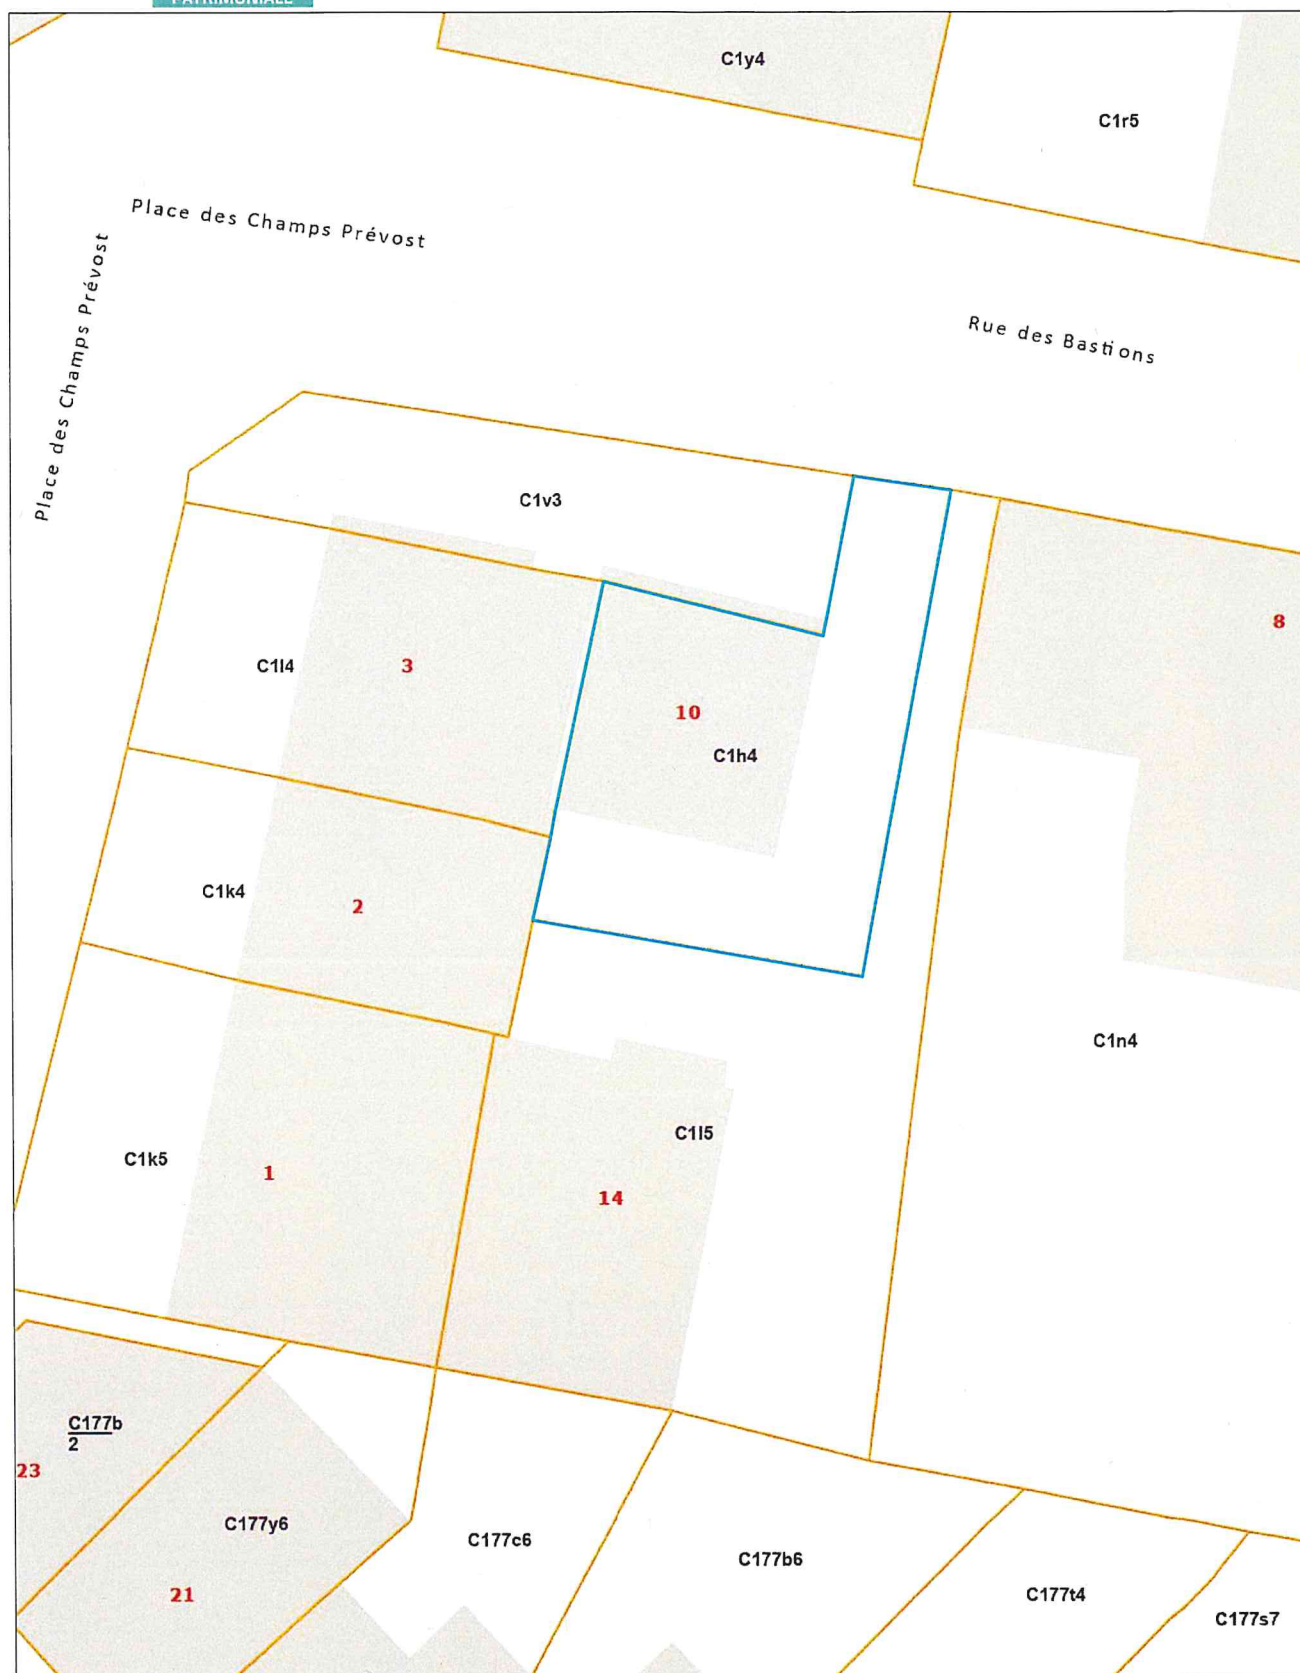 PATRIMONIALE
C1y4
C1r5
Place des Champs Prévost
Place des Champs Prévost
Rue des Bastions
C1v3
8
C1l4
3
10
C1h4
C1k4
2
C1n4
C1l5
C1k5
1
14
C177b
2
23
C177y6
C177c6
C177b6
21
C177t4
C177s7